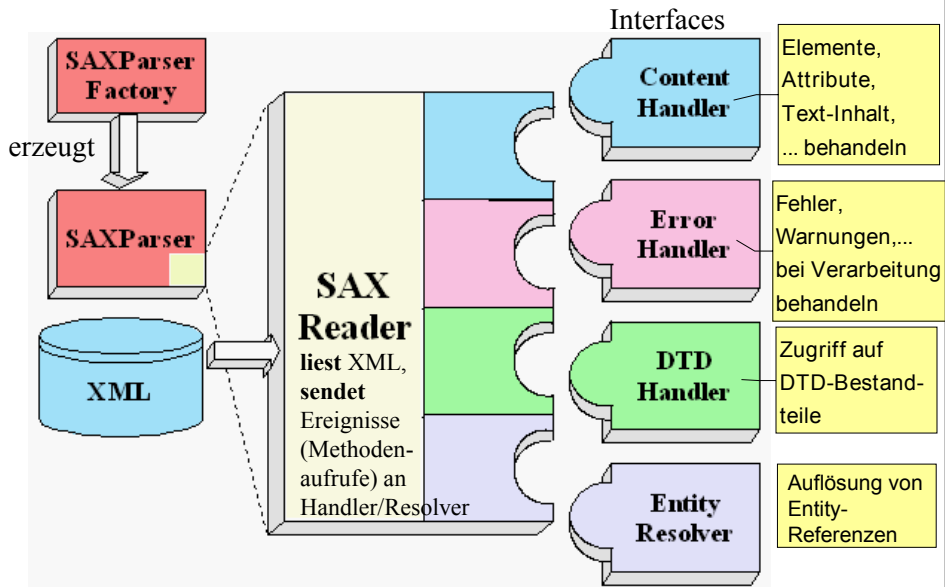 Interfaces
SAXParser
Factory
erzeugt
SAXParser
XML
SAX
Reader
liest XML,
sendet
Ereignisse
(Methoden-
aufrufe) an
Handler/Resolver
Content
Handler
Elemente,
Attribute,
Text-Inhalt,
... behandeln
Error
Handler
Fehler,
Warnungen,...
bei Verarbeitung
behandeln
DTD
Handler
Zugriff auf
DTD-Bestand-
teile
Entity
Resolver
Auflösung von
Entity-
Referenzen